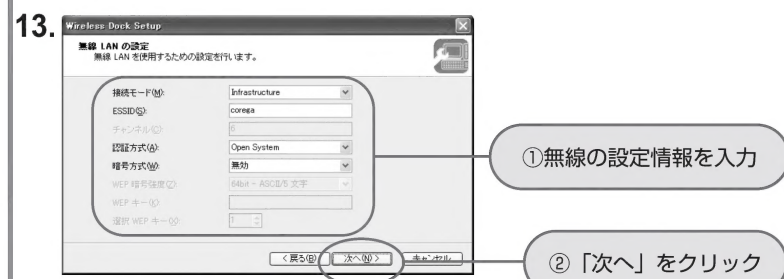 13.
Wireless Dock Setup
無線 LAN の設定
無線 LAN を使用するための設定を行います。
接続モード(M): Infrastructure
ESSID(S): corega
チャンネル(C): 6
認証方式(A): Open System
暗号方式(W): 無効
WEP 暗号強度(Z): 64bit - ASCII/5 文字
WEP キー(K)
選択 WEP キー(X): 1
①無線の設定情報を入力
< 戻る(B) 次へ(N) > キャンセル
②「次へ」をクリック